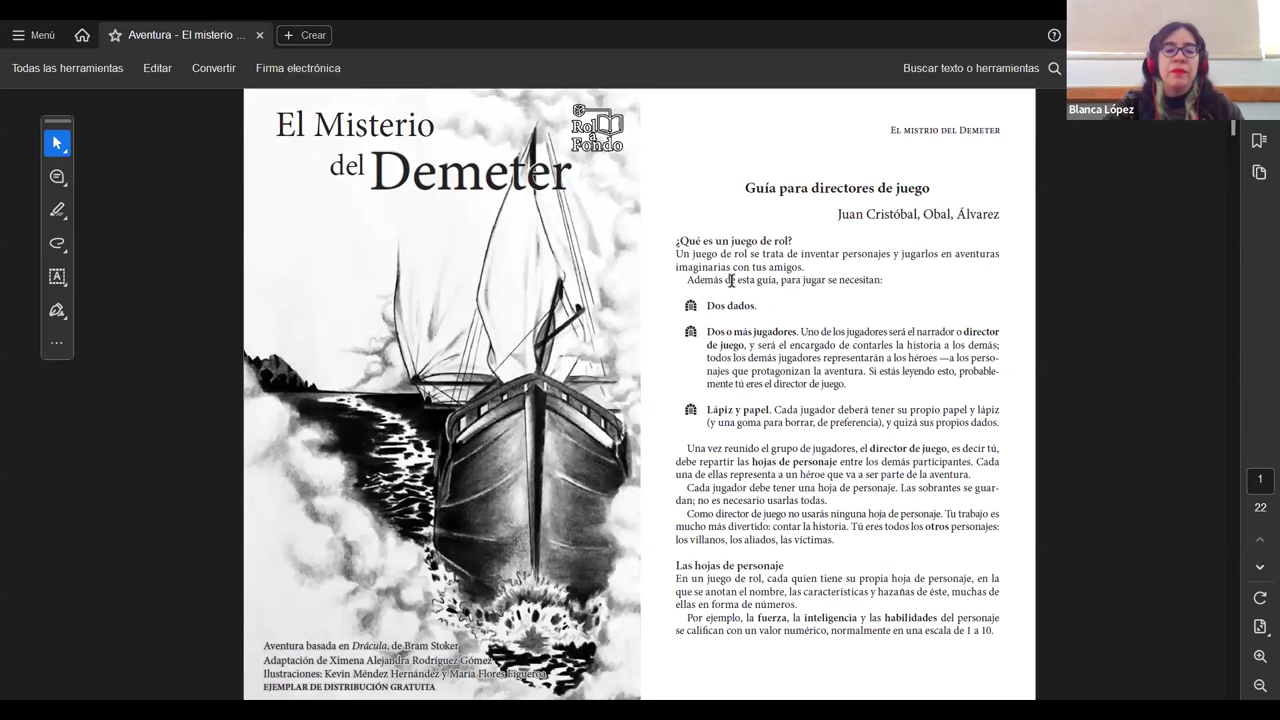 Menú
Aventura - El misterio ...
Crear
Todas las herramientas
Editar
Convertir
Firma electrónica
Buscar texto o herramientas
Blanca López
El Misterio
del Demeter
Rol
a
Fondo
Aventura basada en Drácula, de Bram Stoker
Adaptación de Ximena Alejandra Rodríguez Gómez
Ilustraciones: Kevin Méndez Hernández y María Flores Figueroa
EJEMPLAR DE DISTRIBUCIÓN GRATUITA
El mistrio del Demeter
Guía para directores de juego
Juan Cristóbal, Obal, Álvarez
¿Qué es un juego de rol?
Un juego de rol se trata de inventar personajes y jugarlos en aventuras
imaginarias con tus amigos.
Además de esta guía, para jugar se necesitan:
Dos dados.
Dos o más jugadores. Uno de los jugadores será el narrador o director
de juego, y será el encargado de contarles la historia a los demás;
todos los demás jugadores representarán a los héroes —a los perso-
najes que protagonizan la aventura. Si estás leyendo esto, probable-
mente tú eres el director de juego.
Lápiz y papel. Cada jugador deberá tener su propio papel y lápiz
(y una goma para borrar, de preferencia), y quizá sus propios dados.
Una vez reunido el grupo de jugadores, el director de juego, es decir tú,
debe repartir las hojas de personaje entre los demás participantes. Cada
una de ellas representa a un héroe que va a ser parte de la aventura.
Cada jugador debe tener una hoja de personaje. Las sobrantes se guar-
dan; no es necesario usarlas todas.
Como director de juego no usarás ninguna hoja de personaje. Tu trabajo es
mucho más divertido: contar la historia. Tú eres todos los otros personajes:
los villanos, los aliados, las víctimas.
Las hojas de personaje
En un juego de rol, cada quien tiene su propia hoja de personaje, en la
que se anotan el nombre, las características y hazañas de éste, muchas de
ellas en forma de números.
Por ejemplo, la fuerza, la inteligencia y las habilidades del personaje
se califican con un valor numérico, normalmente en una escala de 1 a 10.
1
22